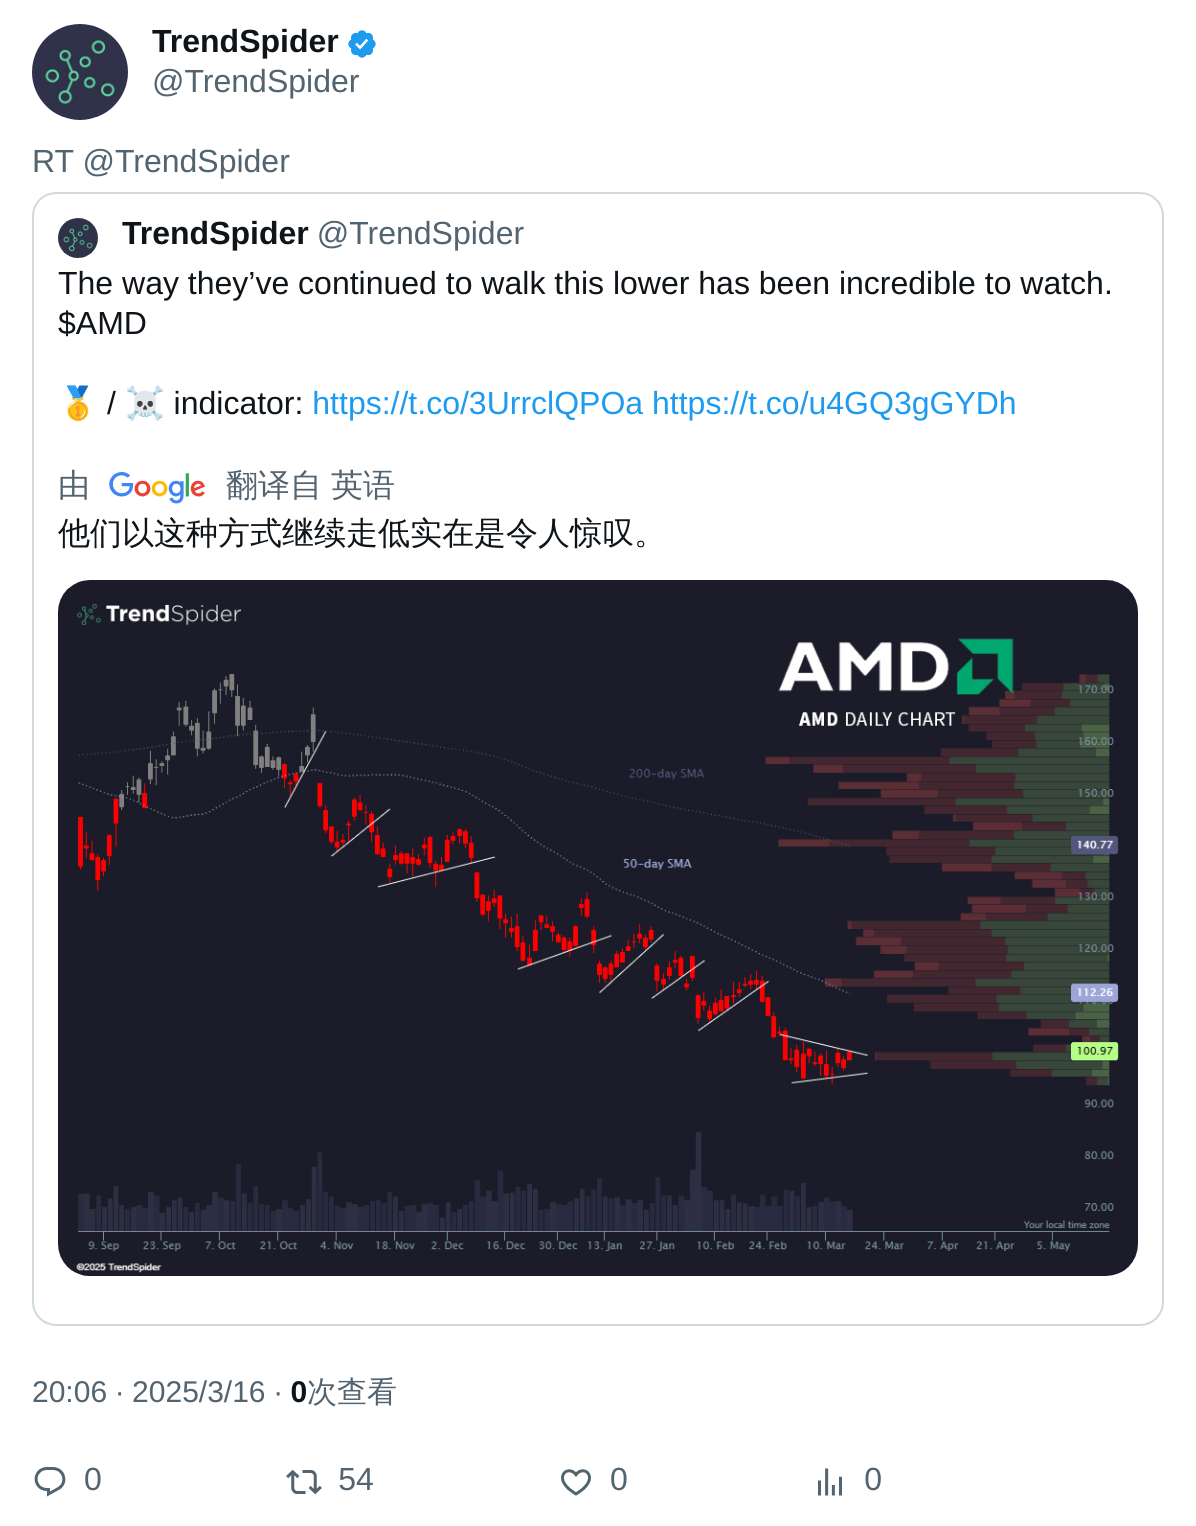 TrendSpider
@TrendSpider
RT @TrendSpider
TrendSpider @TrendSpider
The way they’ve continued to walk this lower has been incredible to watch.
$AMD
🥇 / ☠️ indicator: https://t.co/3UrrclQPOa https://t.co/u4GQ3gGYDh
由 Google 翻译自 英语
他们以这种方式继续走低实在是令人惊叹。
TrendSpider
AMD
AMD DAILY CHART
170.00
160.00
200-day SMA
150.00
140.77
50-day SMA
130.00
120.00
112.26
100.97
90.00
80.00
70.00
Your local time zone
9. Sep 23. Sep 7. Oct 21. Oct 4. Nov 18. Nov 2. Dec 16. Dec 30. Dec 13. Jan 27. Jan 10. Feb 24. Feb 10. Mar 24. Mar 7. Apr 21. Apr 5. May
©2025 TrendSpider
20:06 · 2025/3/16 · 0次查看
0 54 0 0